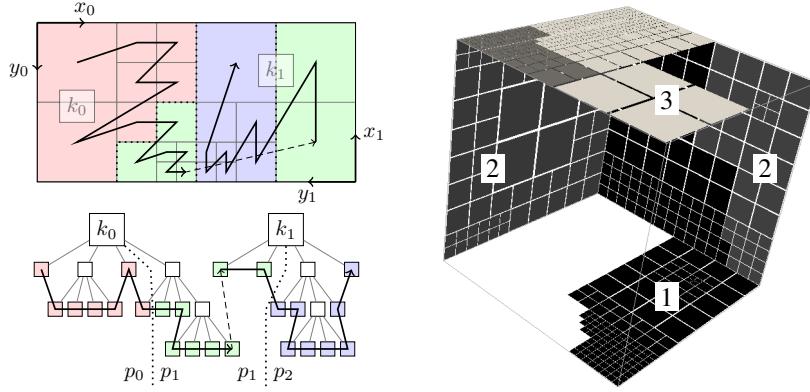 x₀
y₀
k₀
k₁
x₁
y₁
k₀
k₁
p₀ p₁
p₁ p₂
3
2
2
1